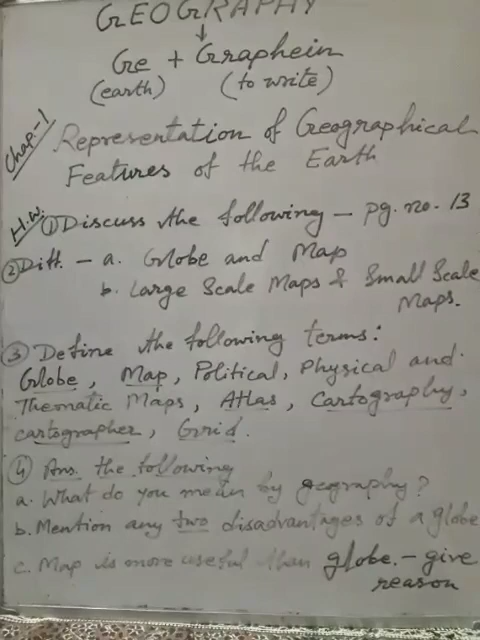 GEOGRAPHY
↓
Ge + Graphein
(earth) (to write)
Chap-1
Representation of Geographical
Features of the Earth
H.W. ① Discuss the following - pg. no. 13
② Diff. - a. Globe and Map
b. Large Scale Maps & Small Scale
Maps.
③ Define the following terms:
Globe, Map, Political, Physical and
Thematic Maps, Atlas, Cartography,
cartographer, Grid.
④ Ans. the following
a. What do you mean by geography?
b. Mention any two disadvantages of a globe
c. Map is more useful than globe. - give
reason